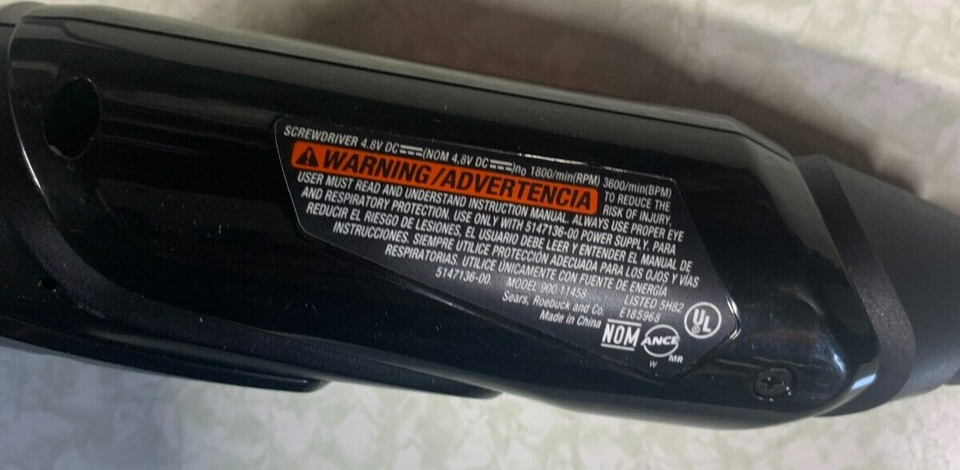 SCREWDRIVER 4.8V DC⎓(NOM 4,8V DC⎓)n₀ 1800/min(RPM) 3600/min(BPM)
⚠ WARNING/ADVERTENCIA TO REDUCE THE RISK OF INJURY,
USER MUST READ AND UNDERSTAND INSTRUCTION MANUAL. ALWAYS USE PROPER EYE
AND RESPIRATORY PROTECTION. USE ONLY WITH 5147136-00 POWER SUPPLY. PARA
REDUCIR EL RIESGO DE LESIONES, EL USUARIO DEBE LEER Y ENTENDER EL MANUAL DE
INSTRUCCIONES. SIEMPRE UTILICE PROTECCIÓN ADECUADA PARA LOS OJOS Y VÍAS
RESPIRATORIAS. UTILICE ÚNICAMENTE CON FUENTE DE ENERGÍA
5147136-00
MODEL 900.11458
Sears, Roebuck and Co.
Made in China
LISTED 5H82
E185968
UL
NOM
ANCE
W MR